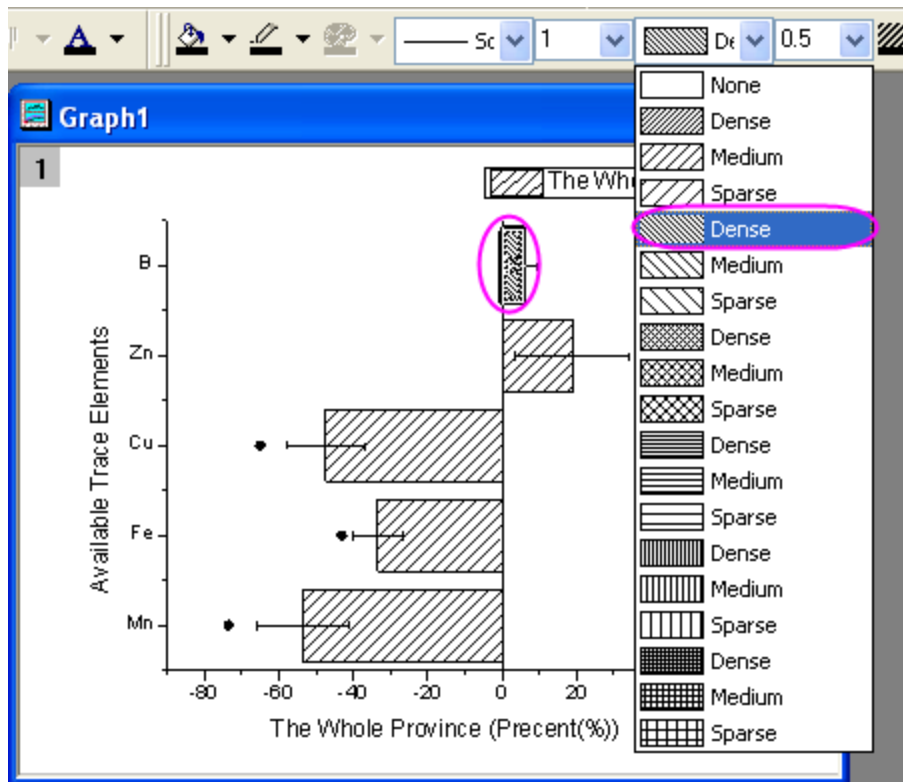 A
Sc
1
De
0.5
Graph1
1
The Who
B
Zn
Cu
Fe
Mn
Available Trace Elements
-80 -60 -40 -20 0 20
The Whole Province (Precent(%))
None
Dense
Medium
Sparse
Dense
Medium
Sparse
Dense
Medium
Sparse
Dense
Medium
Sparse
Dense
Medium
Sparse
Dense
Medium
Sparse